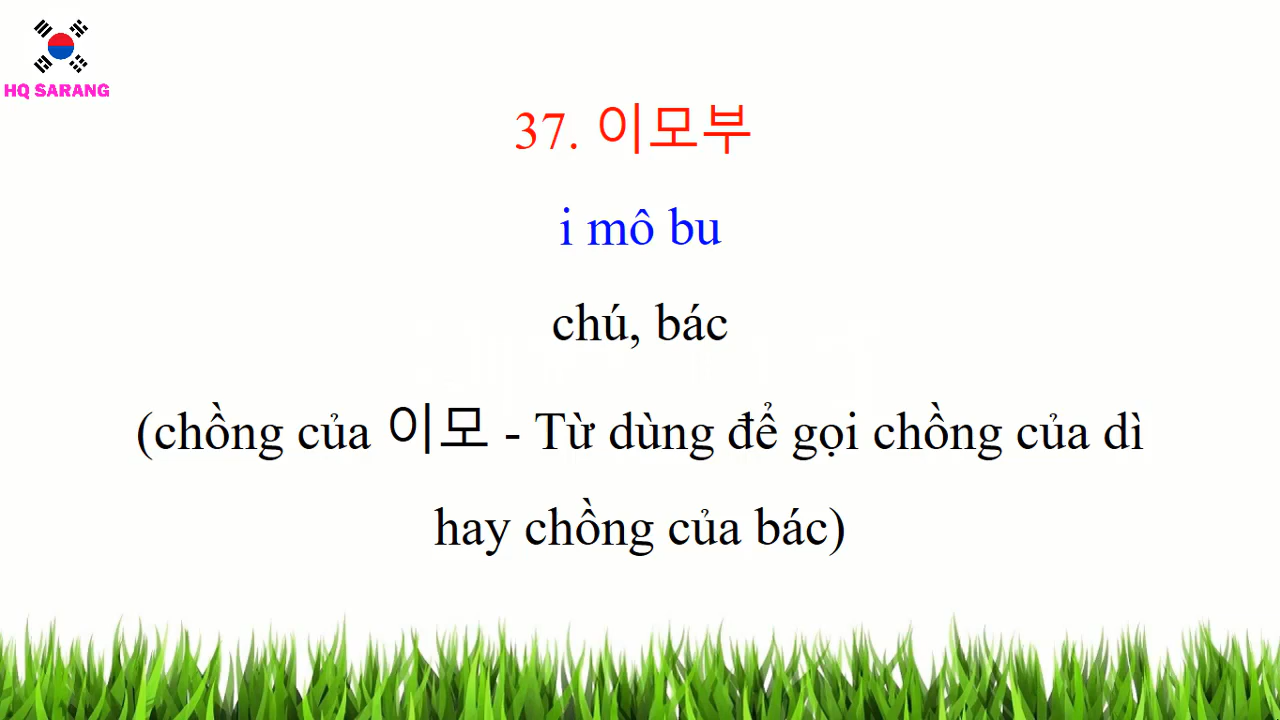 HQ SARANG
37. 이모부
i mô bu
chú, bác
(chồng của 이모 - Từ dùng để gọi chồng của dì
hay chồng của bác)